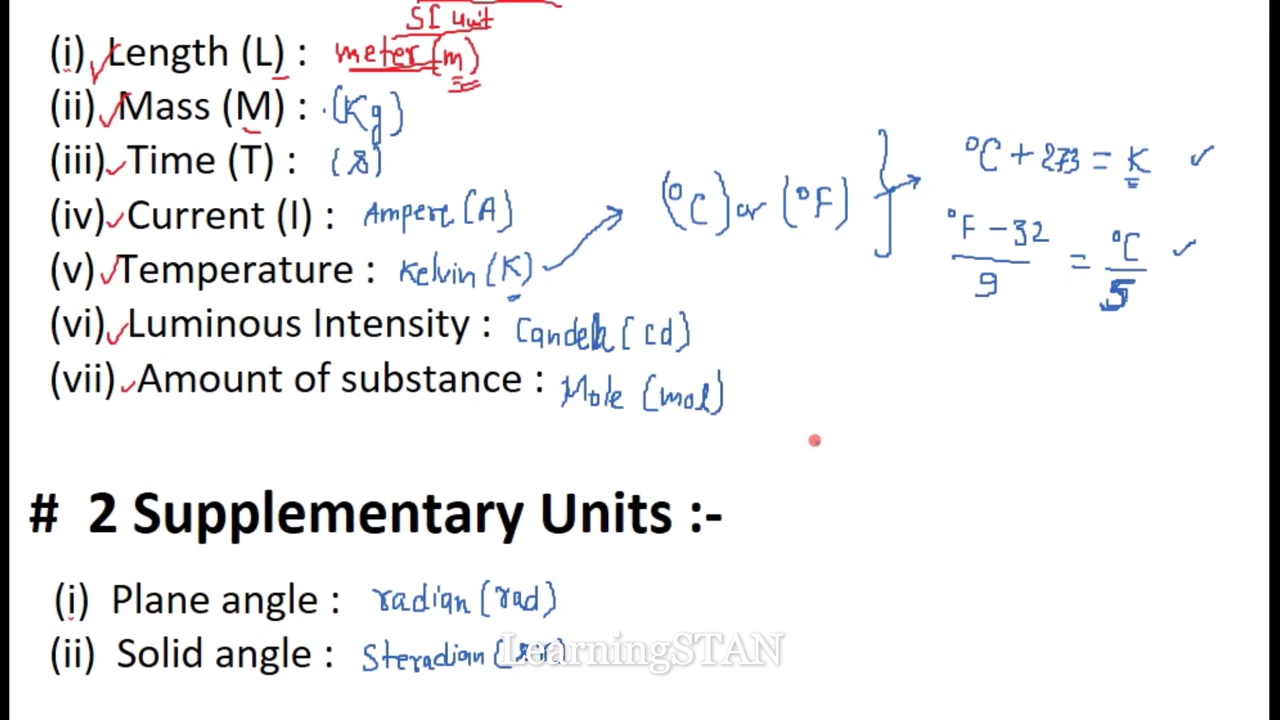 SI unit
(i) Length (L) : meter (m)
(ii) Mass (M) : (Kg)
(iii) Time (T) : (s)
(iv) Current (I) : Ampere (A)
(v) Temperature : Kelvin (K)
(°C) or (°F)
°C + 273 = K
°F - 32 / 9 = °C / 5
(vi) Luminous Intensity : Candela (cd)
(vii) Amount of substance : Mole (mol)
# 2 Supplementary Units :-
(i) Plane angle : radian (rad)
(ii) Solid angle : Steradian (sr)
LearningSTAN